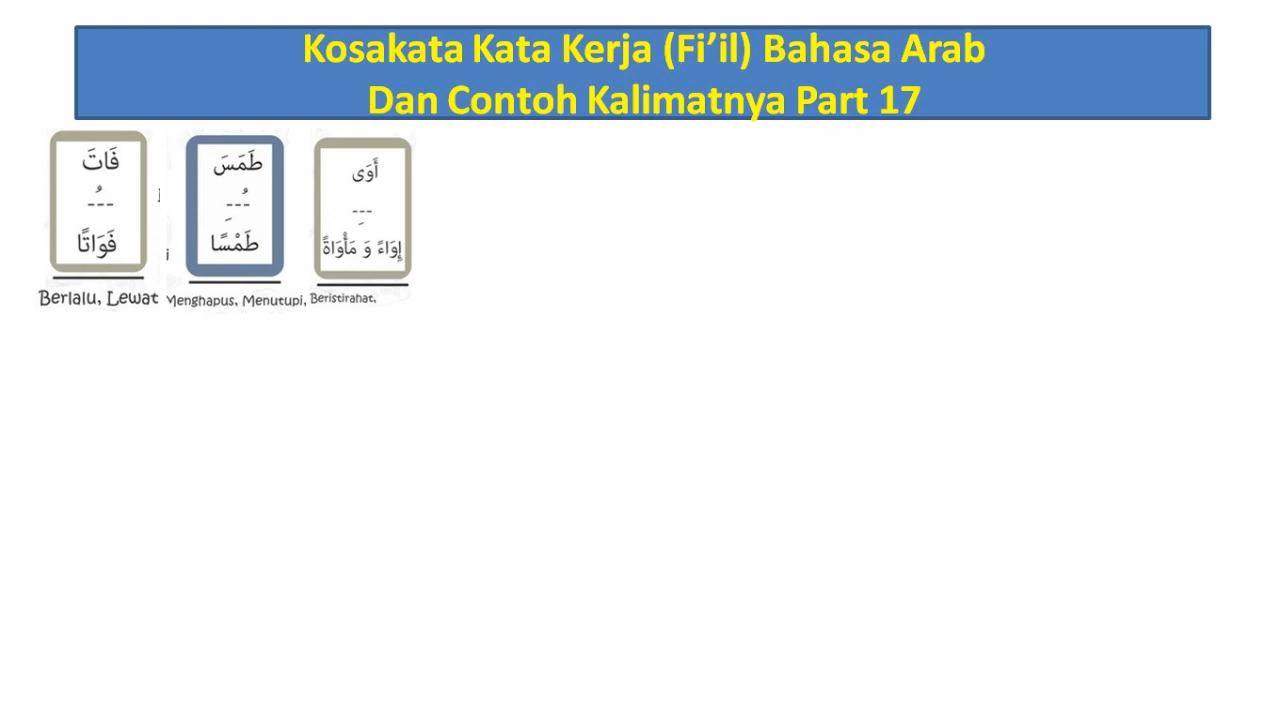 Kosakata Kata Kerja (Fi’il) Bahasa Arab
Dan Contoh Kalimatnya Part 17
فَاتَ
---ُ
فَوَاتًا
Berlalu, Lewat
طَمَسَ
---ُِ
طَمْسًا
Menghapus, Menutupi,
أَوَى
---ِ
إِوَاءً وَ مَأْوَاةً
Beristirahat,